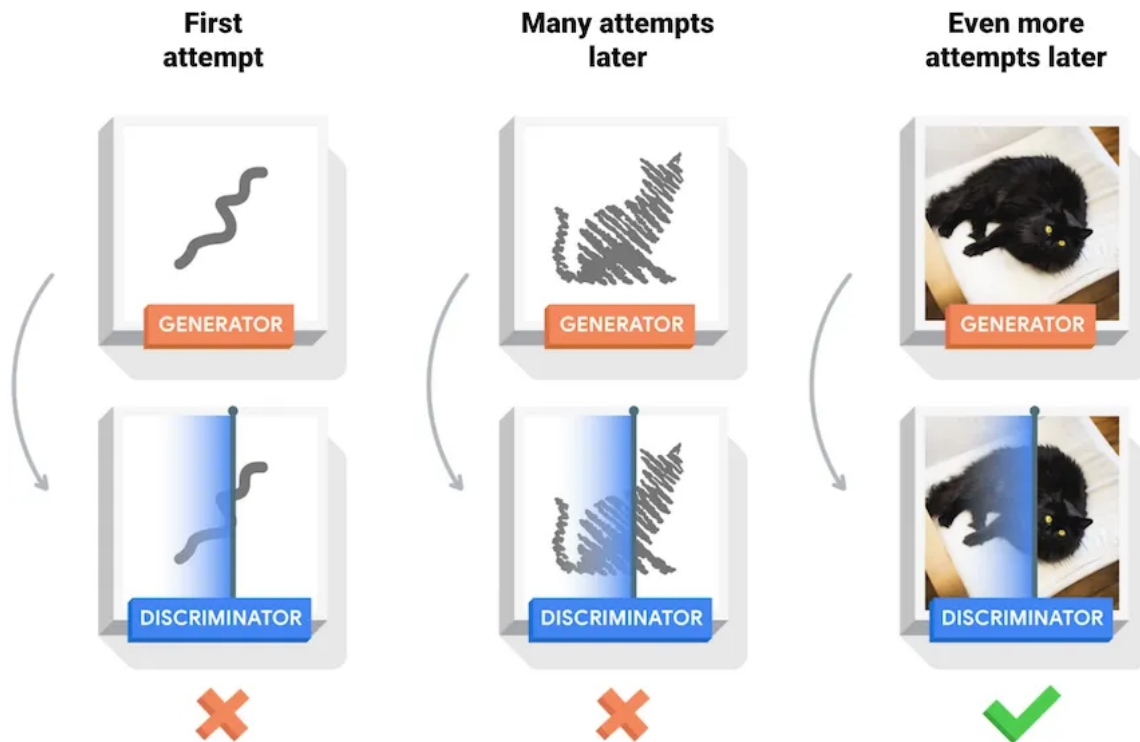 First
attempt
Many attempts
later
Even more
attempts later
GENERATOR
GENERATOR
GENERATOR
DISCRIMINATOR
DISCRIMINATOR
DISCRIMINATOR